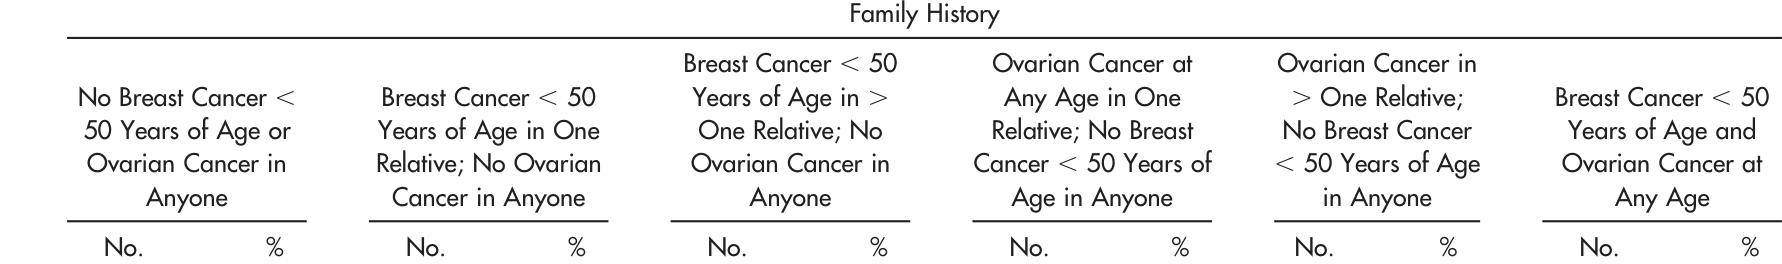 Family History
No Breast Cancer <
50 Years of Age or
Ovarian Cancer in
Anyone
Breast Cancer < 50
Years of Age in One
Relative; No Ovarian
Cancer in Anyone
Breast Cancer < 50
Years of Age in >
One Relative; No
Ovarian Cancer in
Anyone
Ovarian Cancer at
Any Age in One
Relative; No Breast
Cancer < 50 Years of
Age in Anyone
Ovarian Cancer in
> One Relative;
No Breast Cancer
< 50 Years of Age
in Anyone
Breast Cancer < 50
Years of Age and
Ovarian Cancer at
Any Age
No. % No. % No. % No. % No. % No. %